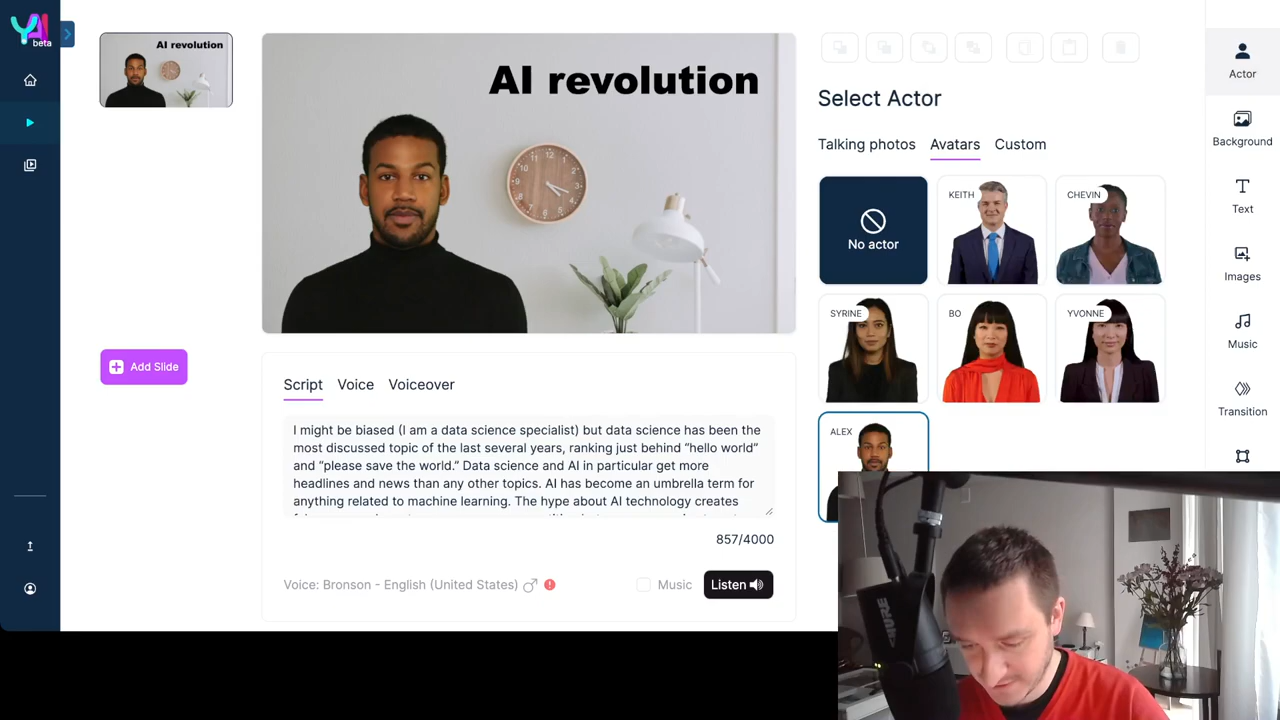 YAI
beta
AI revolution
AI revolution
Add Slide
Script Voice Voiceover
I might be biased (I am a data science specialist) but data science has been the
most discussed topic of the last several years, ranking just behind “hello world”
and “please save the world.” Data science and AI in particular get more
headlines and news than any other topics. AI has become an umbrella term for
anything related to machine learning. The hype about AI technology creates
857/4000
Voice: Bronson - English (United States)
Music
Listen
Select Actor
Talking photos Avatars Custom
No actor
KEITH
CHEVIN
SYRINE
BO
YVONNE
ALEX
Actor
Background
Text
Images
Music
Transition
SHURE